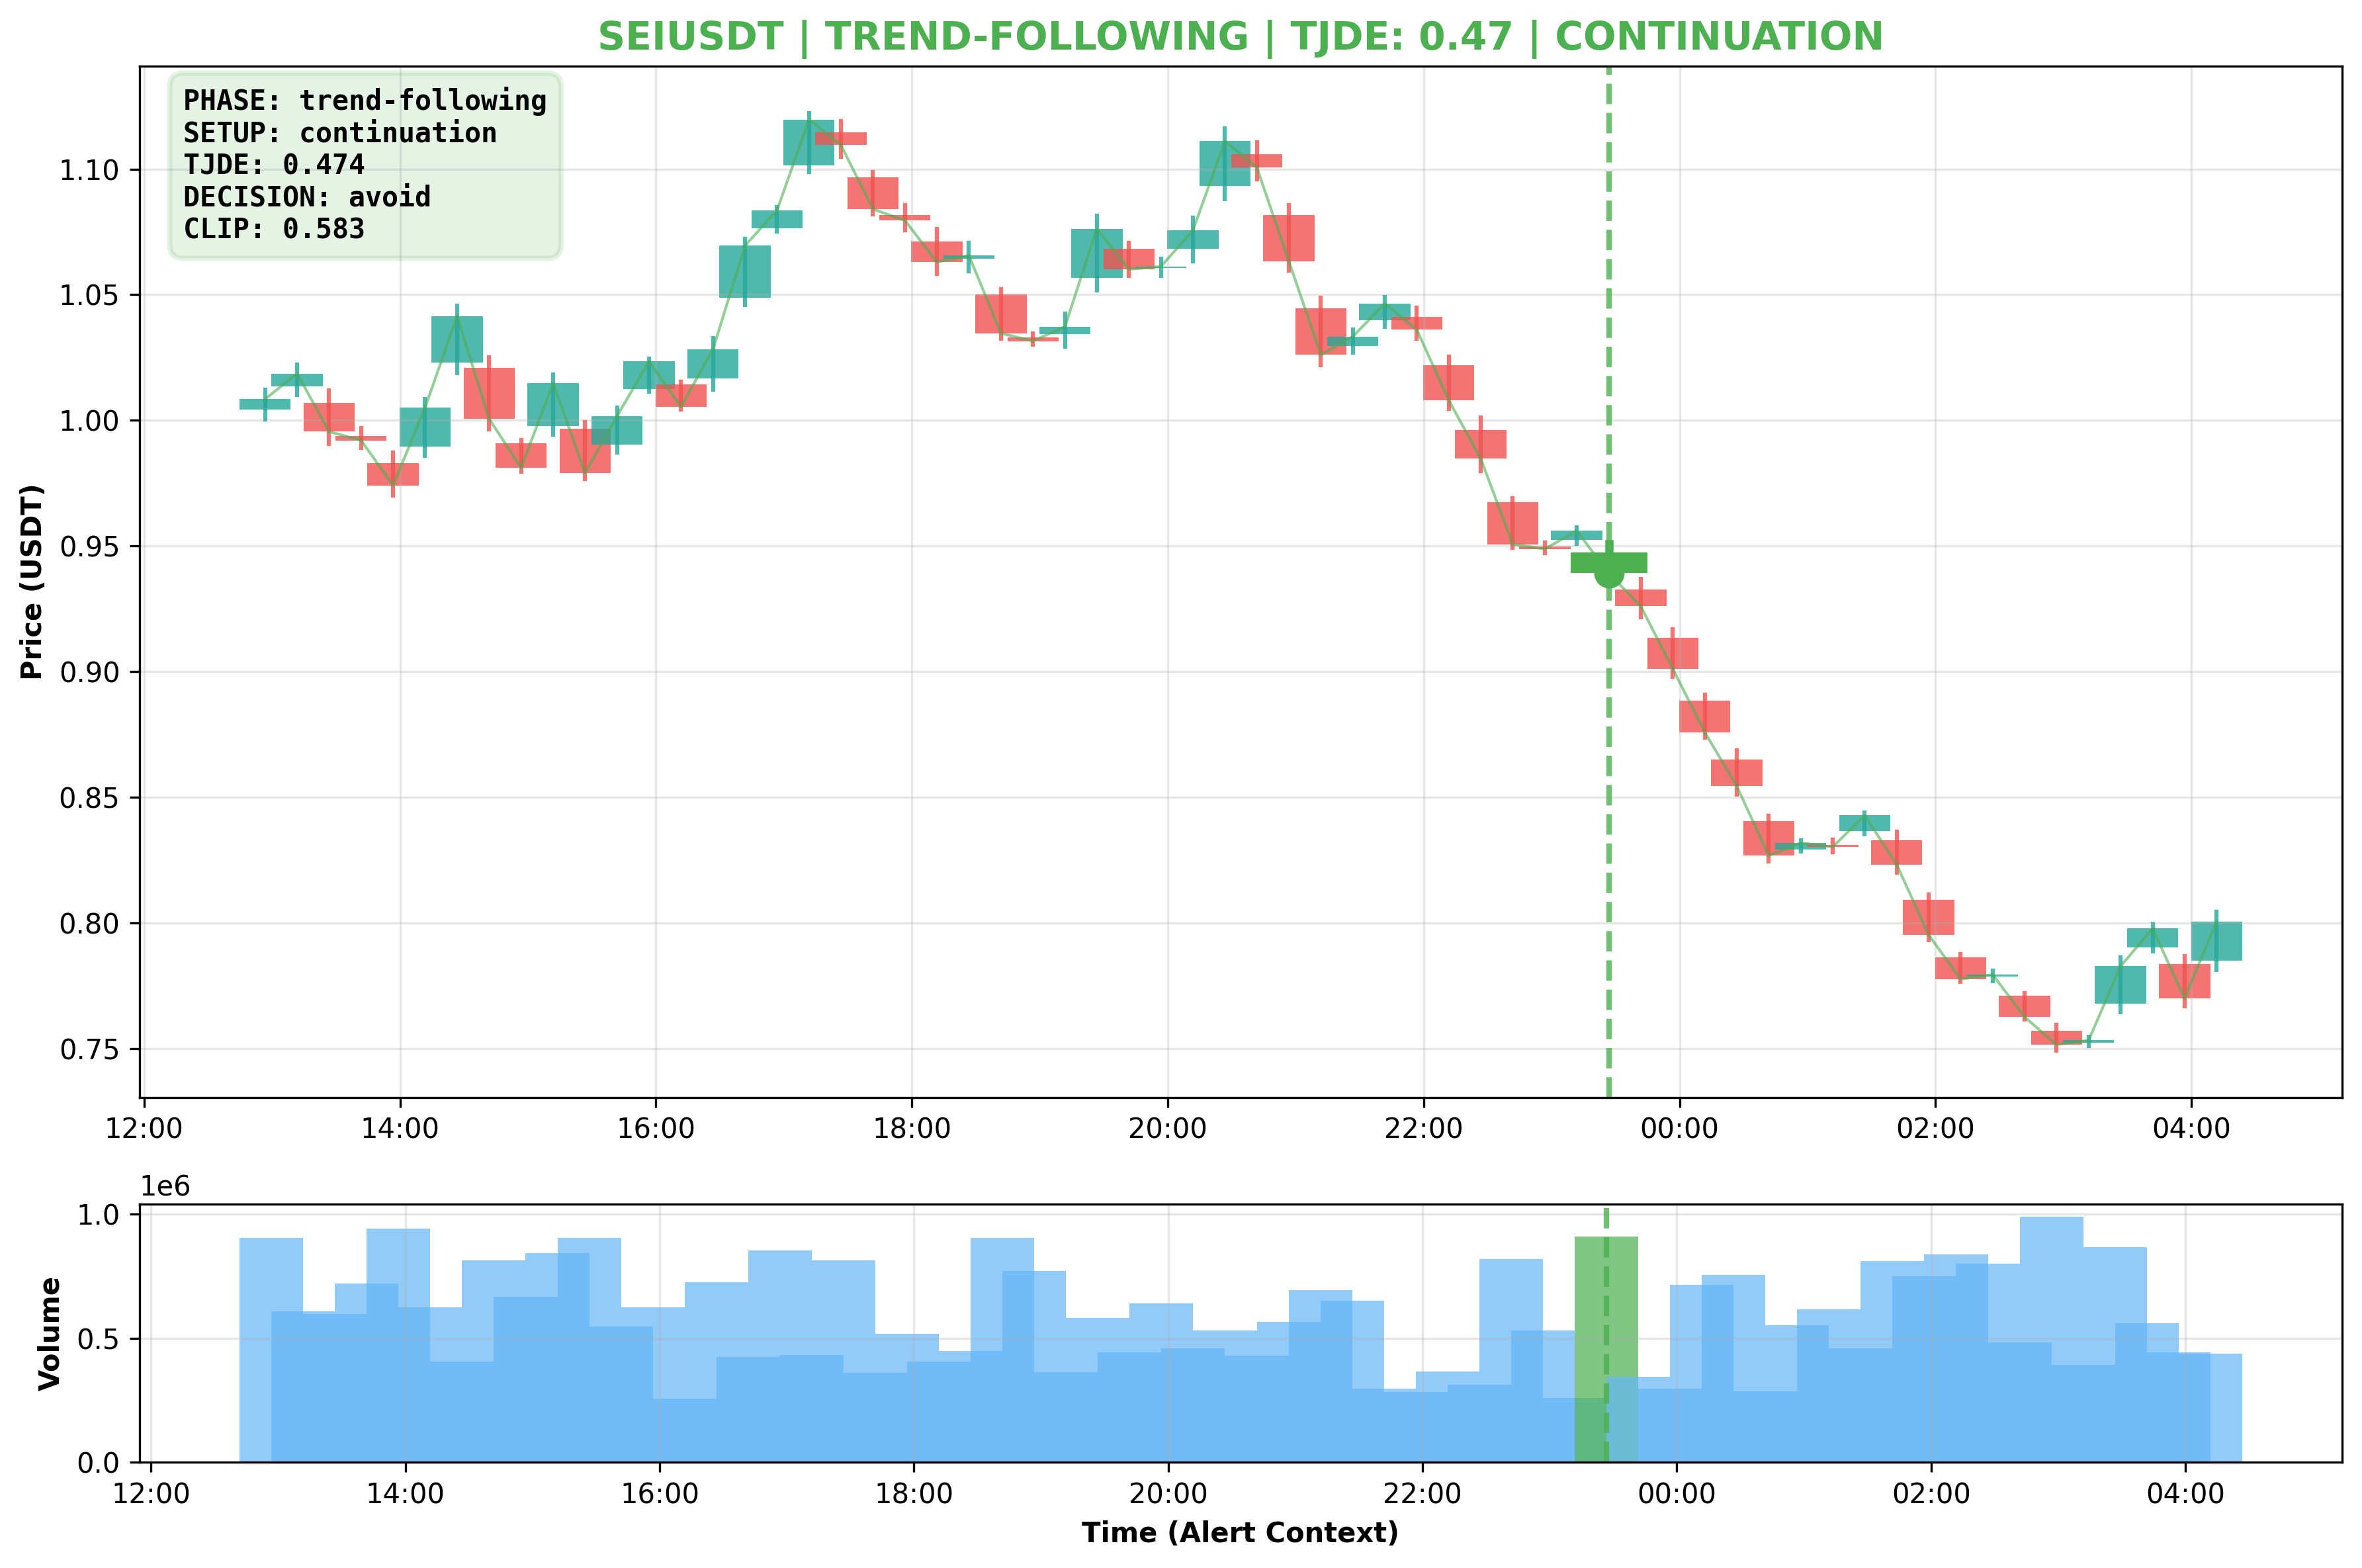 SEIUSDT | TREND-FOLLOWING | TJDE: 0.47 | CONTINUATION
PHASE: trend-following
SETUP: continuation
TJDE: 0.474
DECISION: avoid
CLIP: 0.583
Price (USDT)
1.10
1.05
1.00
0.95
0.90
0.85
0.80
0.75
12:00 14:00 16:00 18:00 20:00 22:00 00:00 02:00 04:00
1e6
Volume
1.0
0.5
0.0
12:00 14:00 16:00 18:00 20:00 22:00 00:00 02:00 04:00
Time (Alert Context)